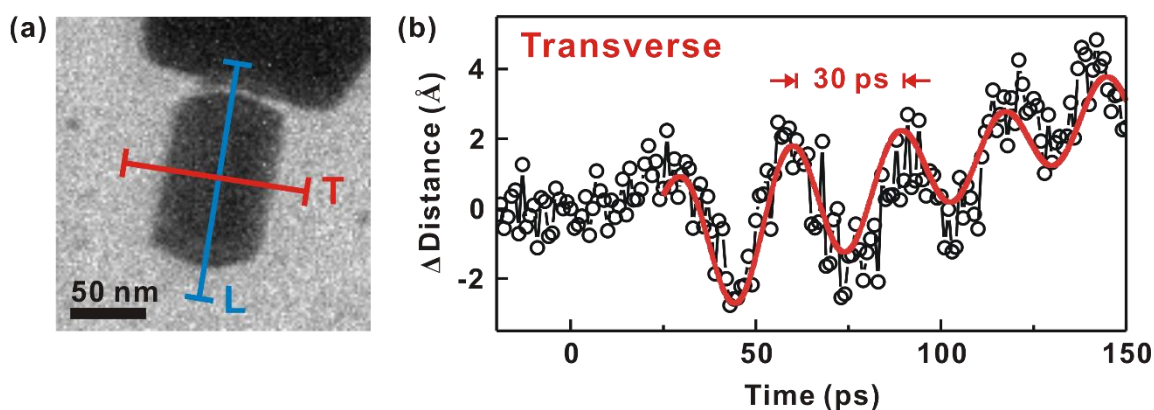 (a)
T
L
50 nm
(b)
Transverse
30 ps
Δ Distance (Å)
4
2
0
-2
0
50
100
150
Time (ps)